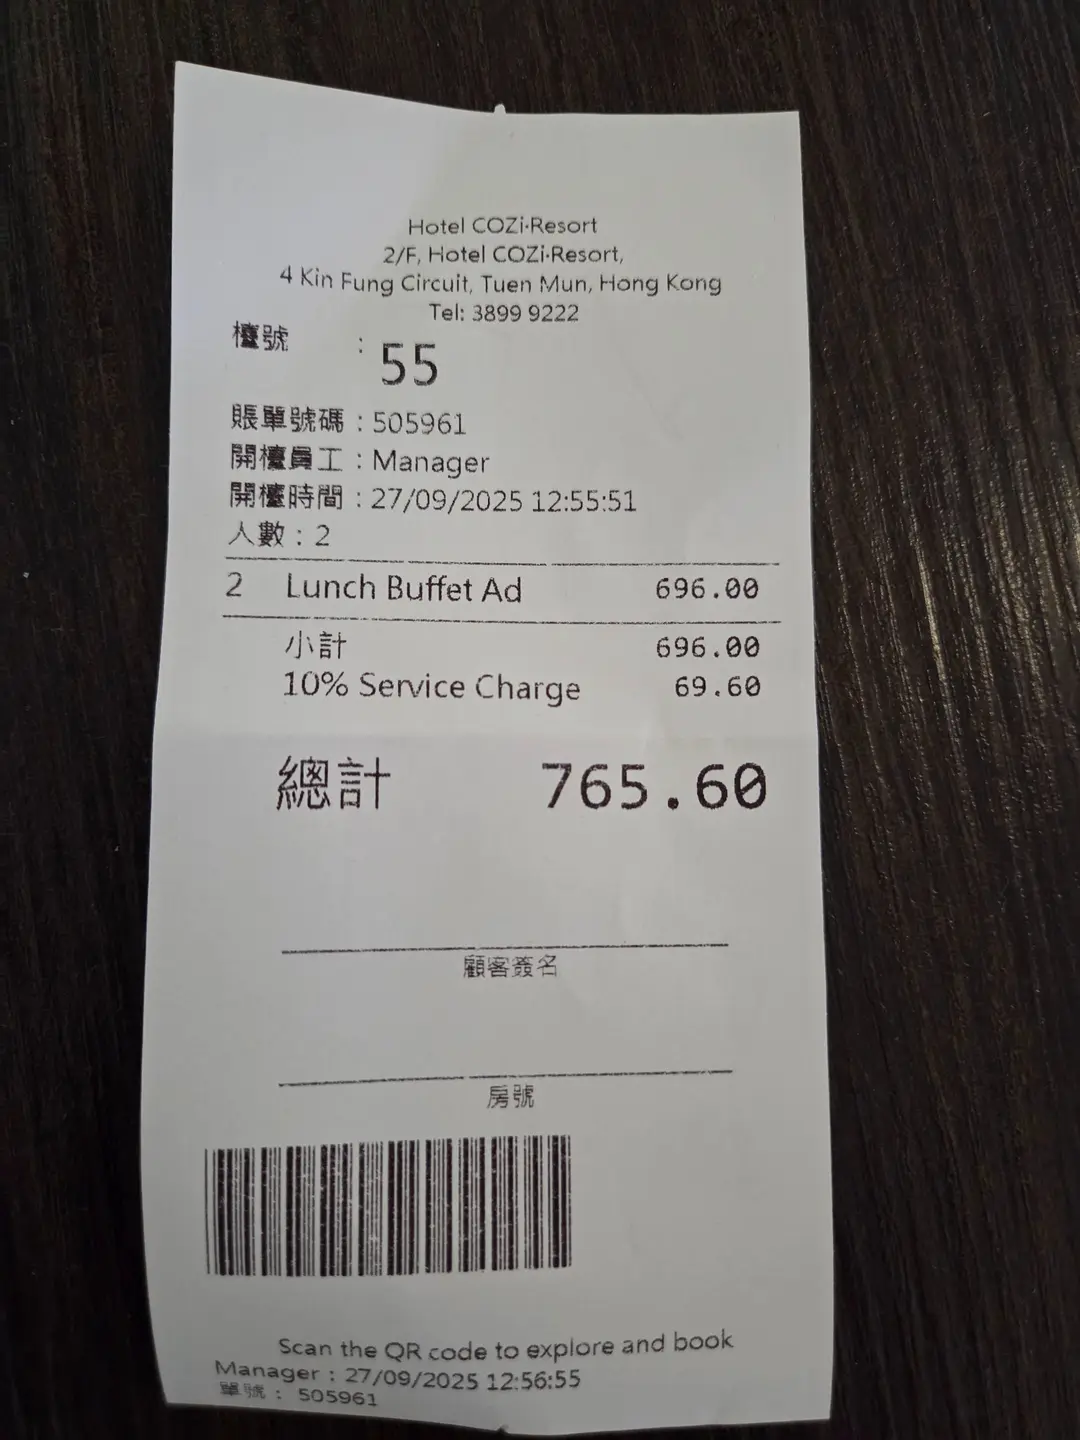 Hotel COZi·Resort
2/F, Hotel COZi·Resort,
4 Kin Fung Circuit, Tuen Mun, Hong Kong
Tel: 3899 9222
檯號 : 55
賬單號碼 : 505961
開檯員工 : Manager
開檯時間 : 27/09/2025 12:55:51
人數 : 2
2 Lunch Buffet Ad 696.00
小計 696.00
10% Service Charge 69.60
總計 765.60
顧客簽名
房號
Scan the QR code to explore and book
Manager : 27/09/2025 12:56:55
單號 : 505961